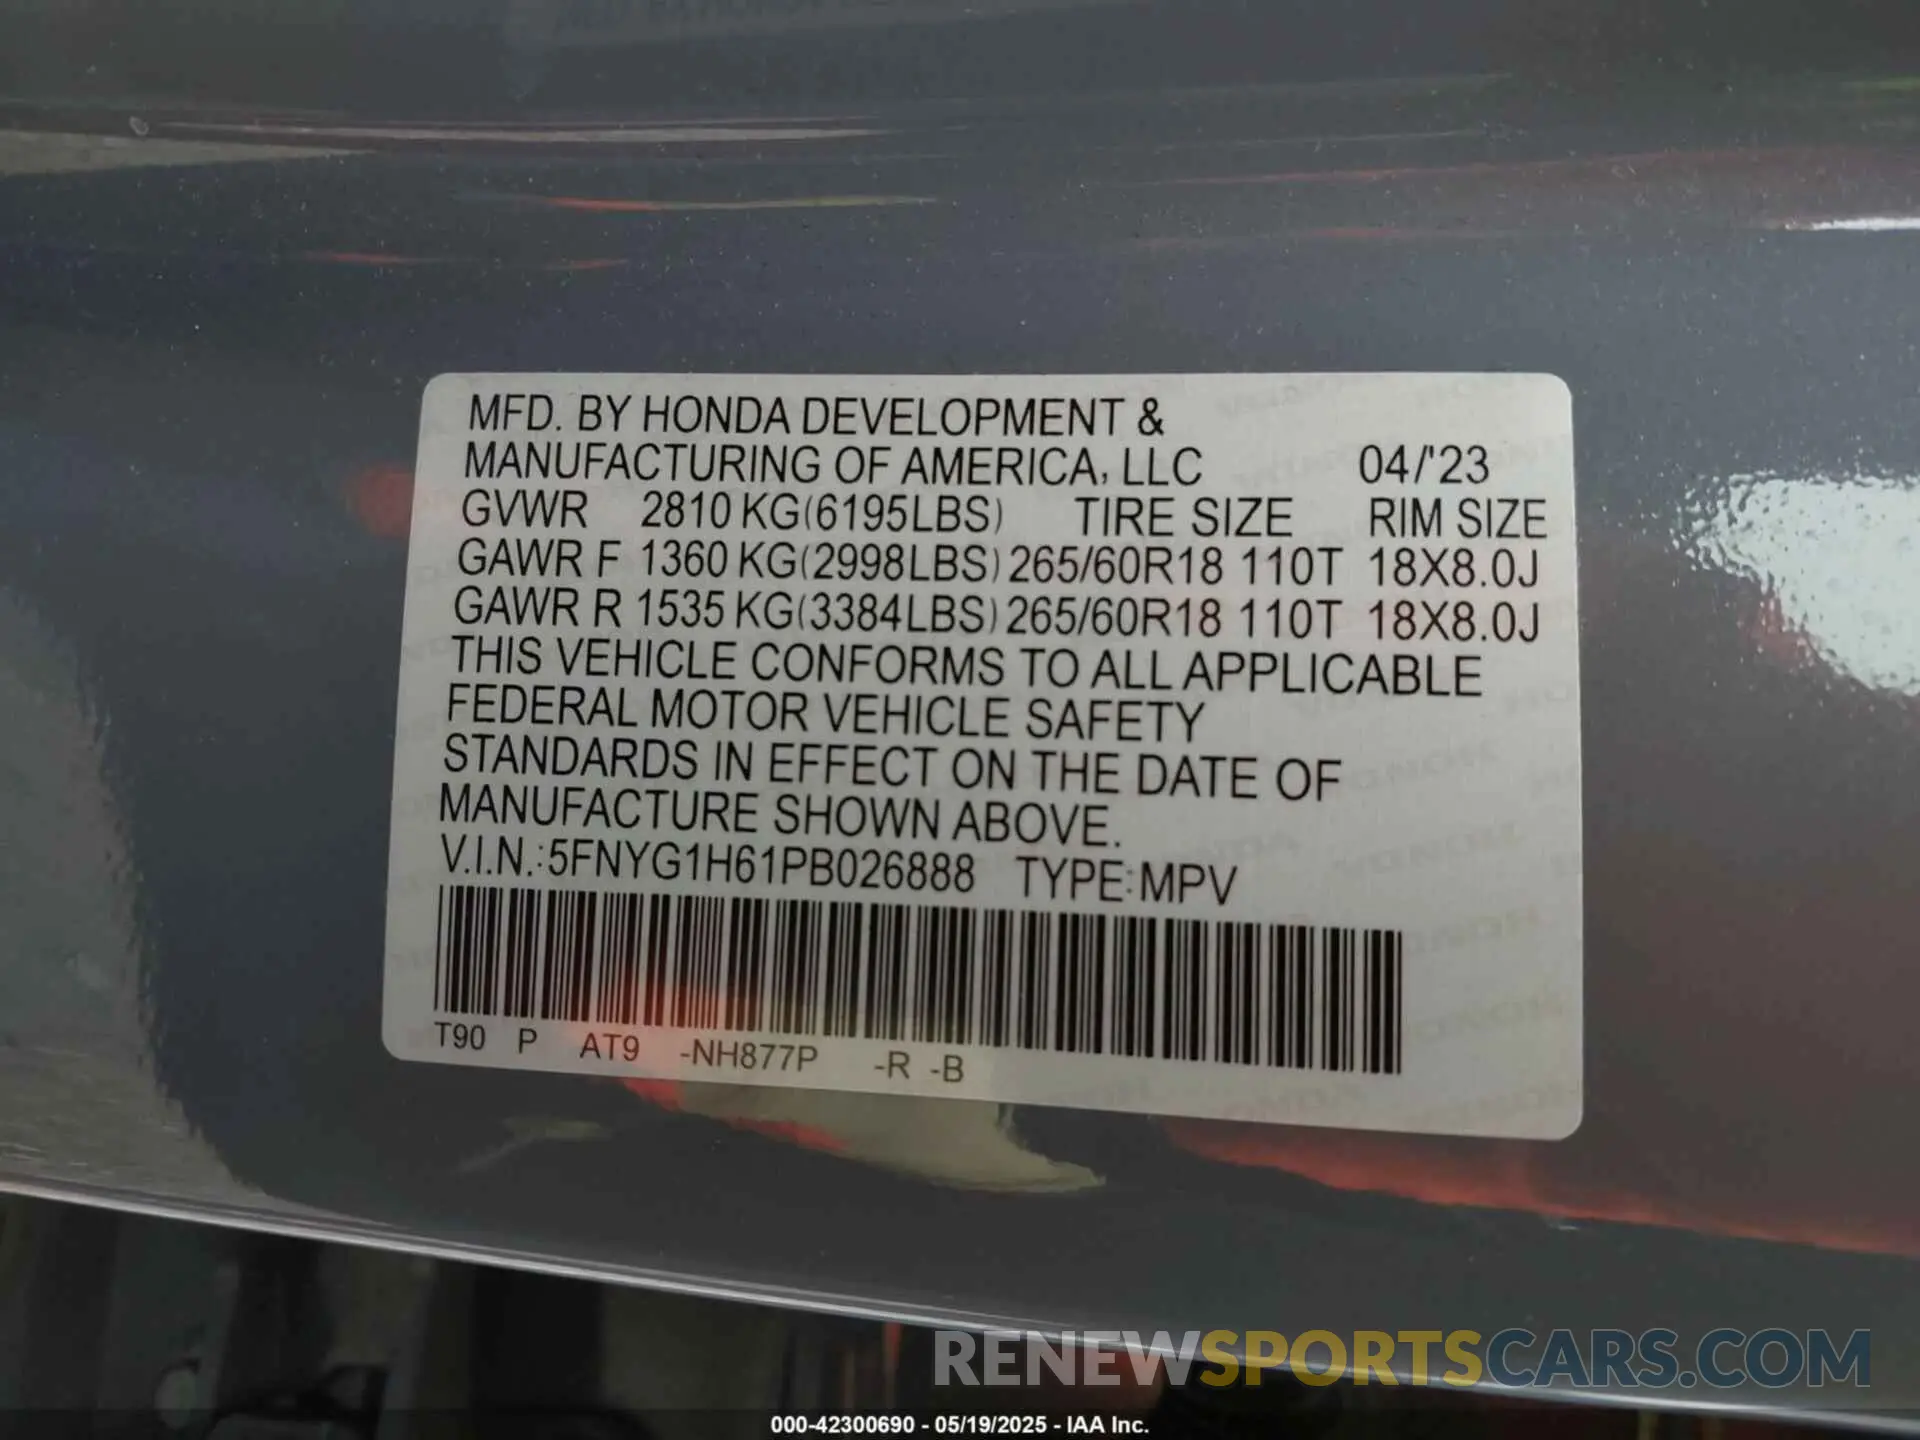 MFD. BY HONDA DEVELOPMENT &
MANUFACTURING OF AMERICA, LLC 04/'23
GVWR 2810 KG(6195LBS) TIRE SIZE RIM SIZE
GAWR F 1360 KG(2998LBS) 265/60R18 110T 18X8.0J
GAWR R 1535 KG(3384LBS) 265/60R18 110T 18X8.0J
THIS VEHICLE CONFORMS TO ALL APPLICABLE
FEDERAL MOTOR VEHICLE SAFETY
STANDARDS IN EFFECT ON THE DATE OF
MANUFACTURE SHOWN ABOVE.
V.I.N.:5FNYG1H61PB026888 TYPE:MPV
T90 P AT9 -NH877P -R -B
RENEWSPORTSCARS.COM
000-42300690 - 05/19/2025 - IAA Inc.